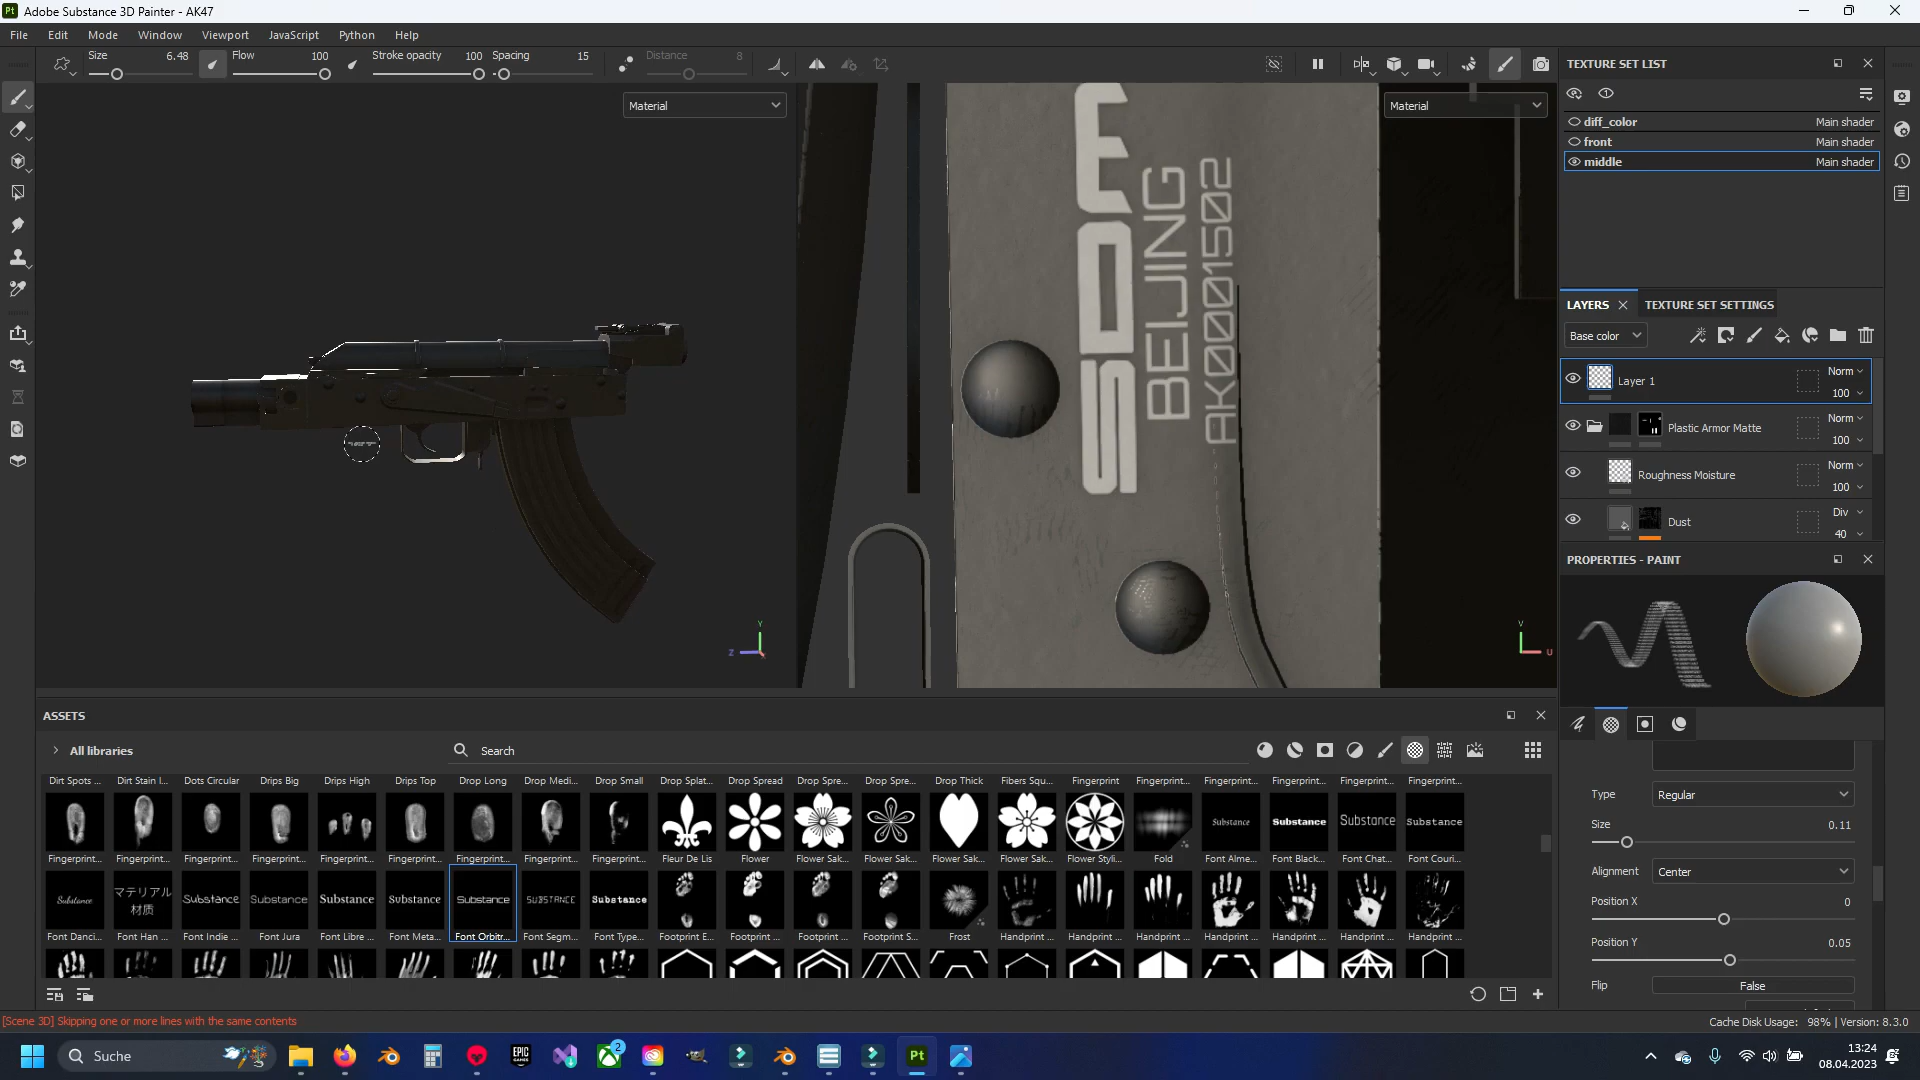 Adobe Substance 3D Painter - AK47
File Edit Mode Window Viewport JavaScript Python Help
Size 6.48 Flow 100 Stroke opacity 100 Spacing 15 Distance 8
Material
Material
BEIJING
AK0001502
Y
Z
V
U
TEXTURE SET LIST
diff_color Main shader
front Main shader
middle Main shader
LAYERS TEXTURE SET SETTINGS
Base color
Layer 1 Norm 100
Plastic Armor Matte Norm 100
Roughness Moisture Norm 100
Dust Div 40
PROPERTIES - PAINT
Type Regular
Size 0.11
Alignment Center
Position X 0
Position Y 0.05
Flip False
ASSETS
All libraries
Search
Dirt Spots ... Dirt Stain I... Dots Circular Drips Big Drips High Drips Top Drop Long Drop Medi... Drop Small Drop Splat... Drop Spread Drop Spre... Drop Spre... Drop Thick Fibers Squ... Fingerprint Fingerprint... Fingerprint... Fingerprint... Fingerprint... Fingerprint...
Substance Substance Substance Substance
Fingerprint... Fingerprint... Fingerprint... Fingerprint... Fingerprint... Fingerprint... Fingerprint... Fingerprint... Fingerprint... Fleur De Lis Flower Flower Sak... Flower Sak... Flower Sak... Flower Sak... Flower Styli... Fold Font Alme... Font Black... Font Chat... Font Couri...
Substance マテリアル 材质 Substance Substance Substance Substance Substance SUBSTANCE Substance
Font Danci... Font Han ... Font Indie ... Font Jura Font Libre ... Font Meta... Font Orbitr... Font Segm... Font Type... Footprint E... Footprint ... Footprint ... Footprint S... Frost Handprint ... Handprint ... Handprint ... Handprint ... Handprint ... Handprint ... Handprint ...
[Scene 3D] Skipping one or more lines with the same contents
Cache Disk Usage: 98% | Version: 8.3.0
Suche
EPIC GAMES
2
Pt
13:24
08.04.2023